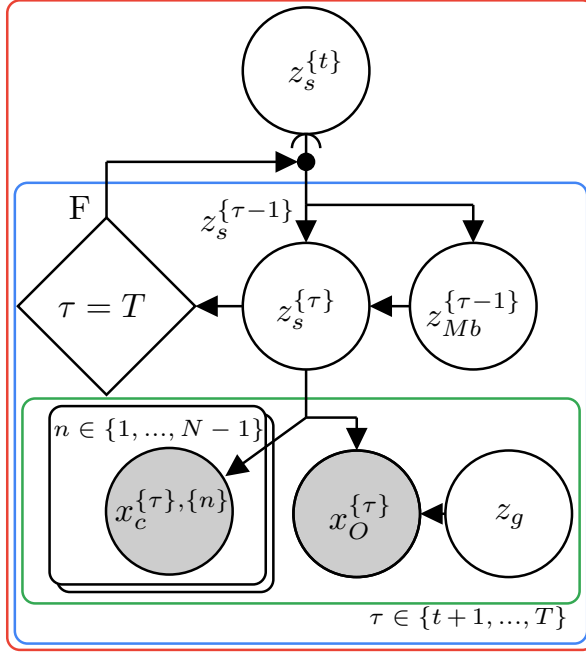 z_s^{\{t\}}
F
z_s^{\{τ−1\}}
τ = T
z_s^{\{τ\}}
z_{Mb}^{\{τ−1\}}
n ∈ {1, ..., N − 1}
x_c^{\{τ\},\{n\}}
x_O^{\{τ\}}
z_g
τ ∈ {t + 1, ..., T}